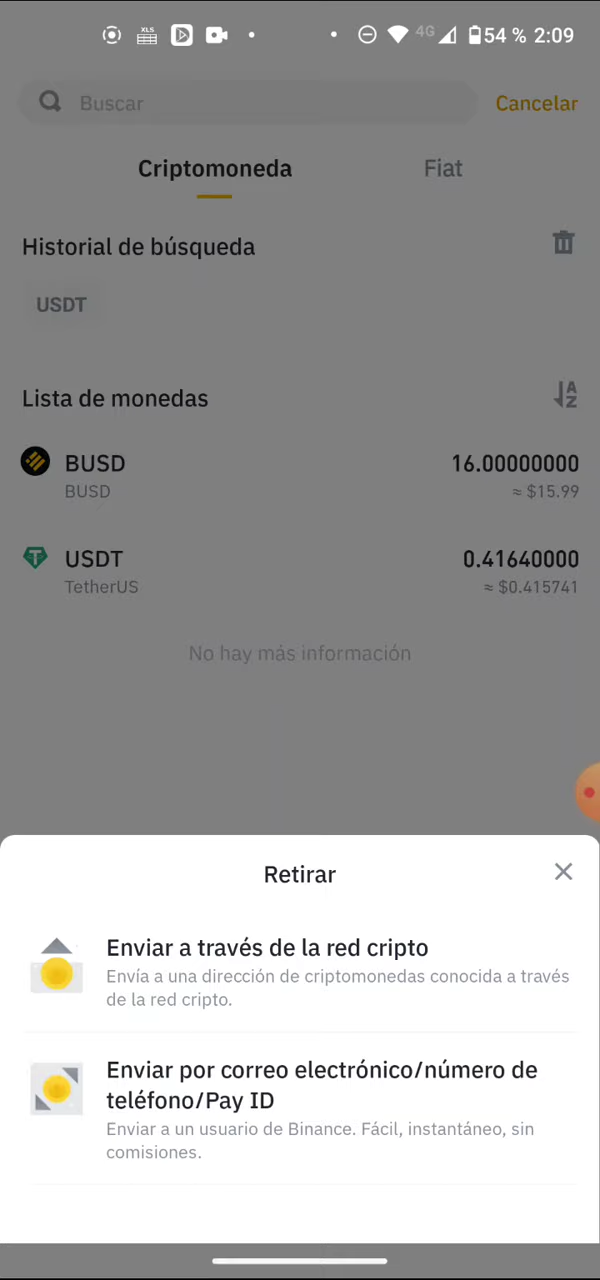 XLS 4G 54 % 2:09
Buscar Cancelar
Criptomoneda Fiat
Historial de búsqueda
USDT
Lista de monedas A Z
BUSD 16.00000000
BUSD ≈ $15.99
USDT 0.41640000
TetherUS ≈ $0.415741
No hay más información
Retirar
Enviar a través de la red cripto
Envía a una dirección de criptomonedas conocida a través
de la red cripto.
Enviar por correo electrónico/número de
teléfono/Pay ID
Enviar a un usuario de Binance. Fácil, instantáneo, sin
comisiones.